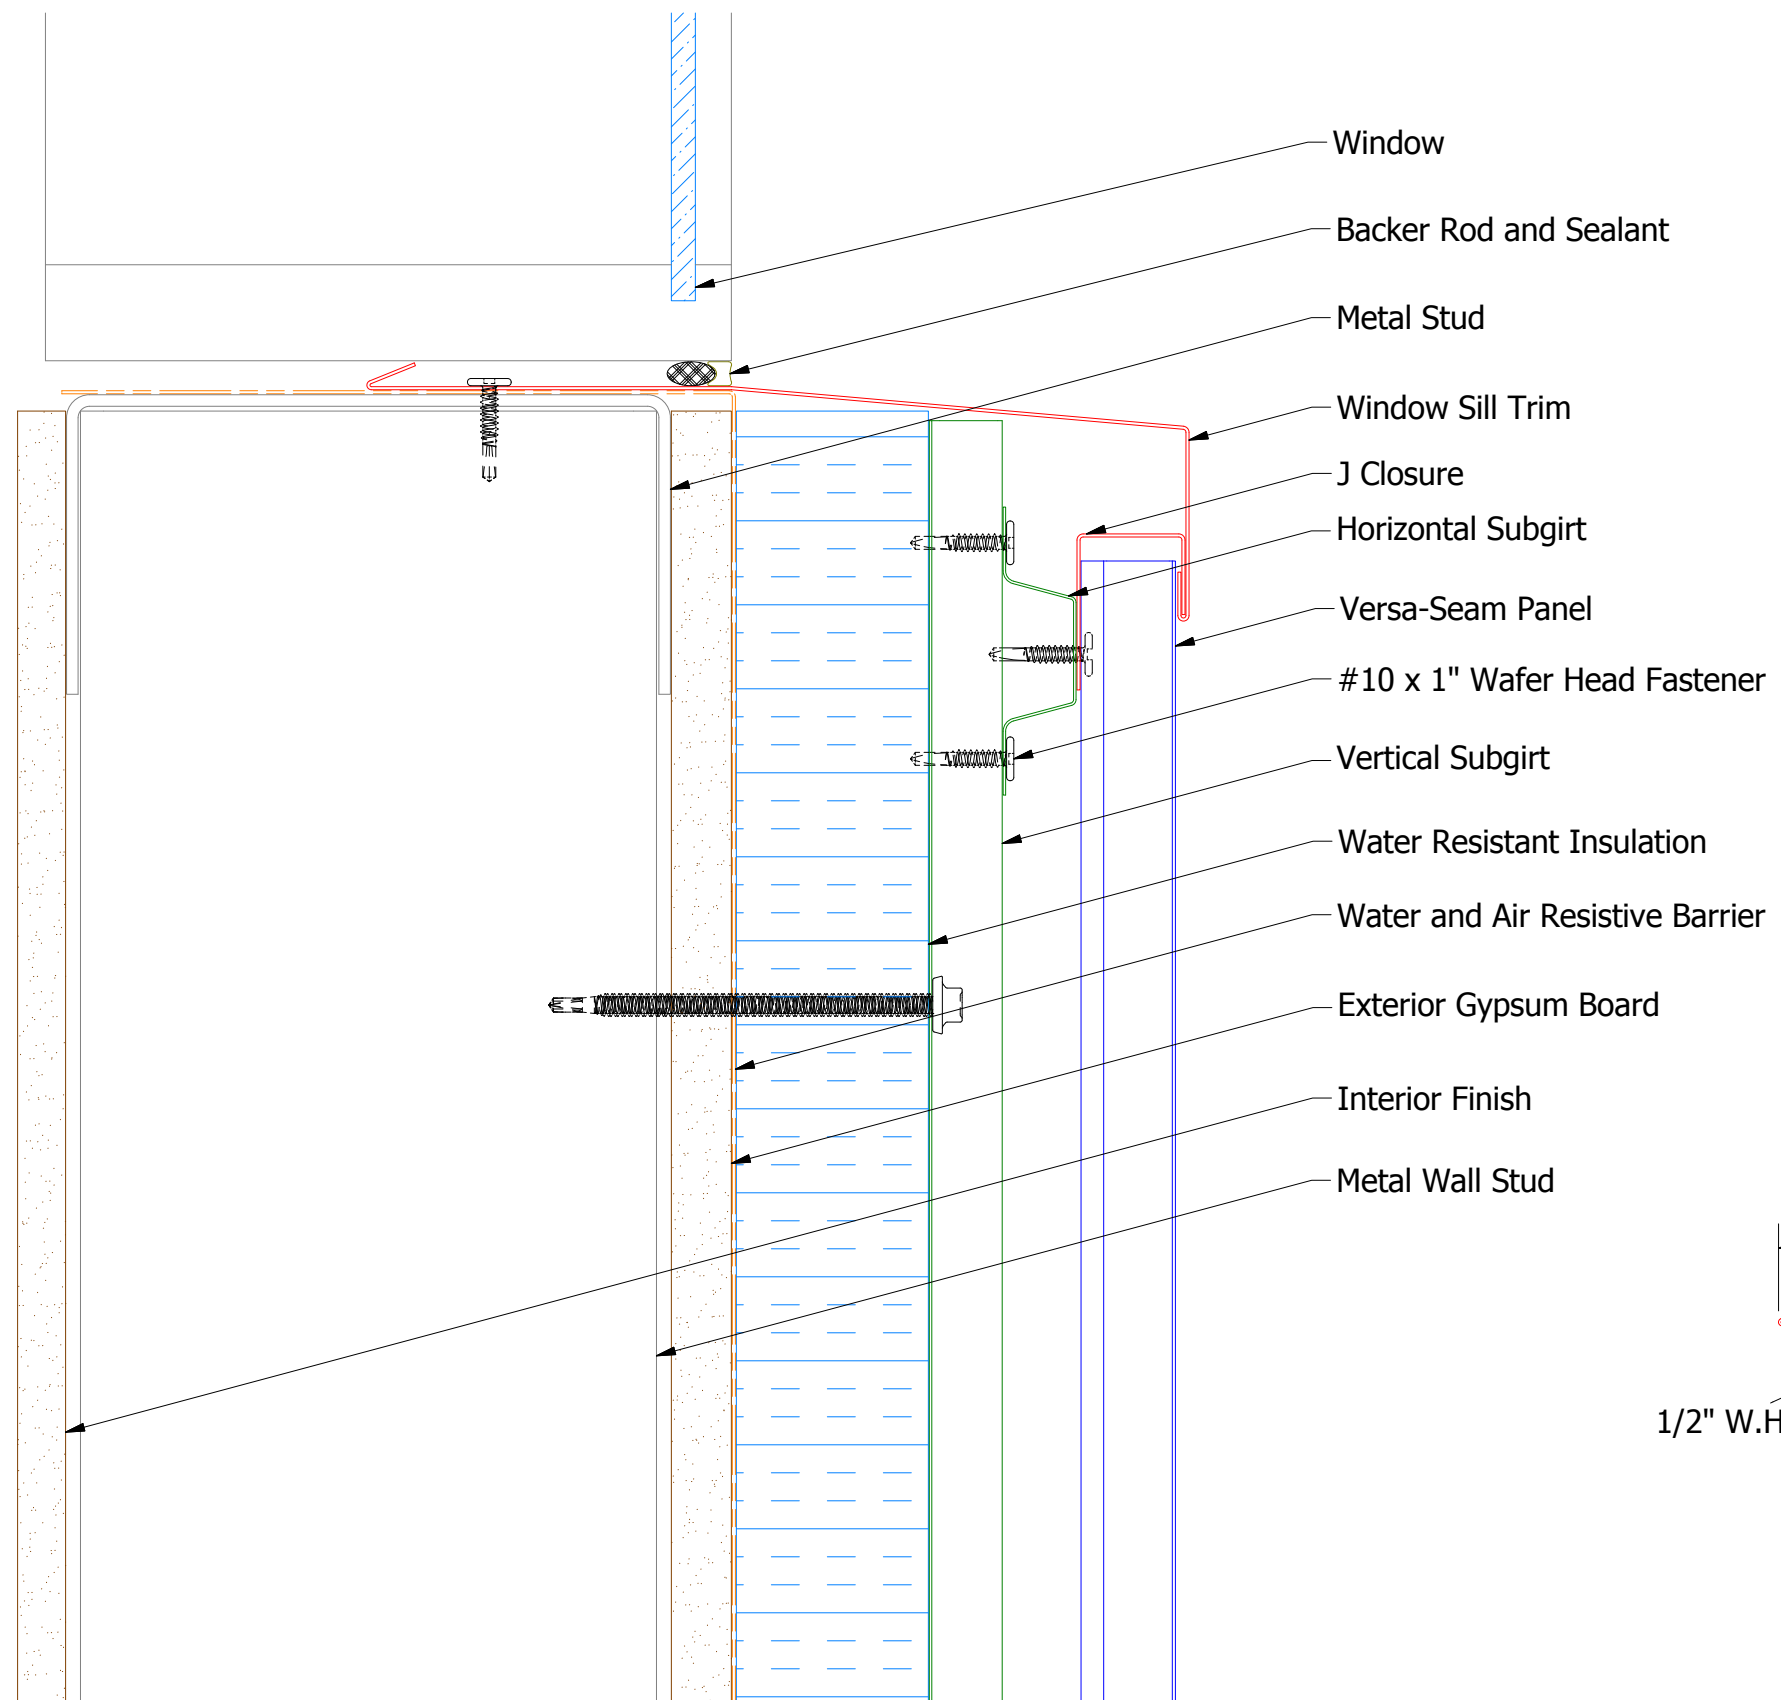 Window
Backer Rod and Sealant
Metal Stud
Window Sill Trim
J Closure
Horizontal Subgirt
Versa-Seam Panel
#10 x 1" Wafer Head Fastener
Vertical Subgirt
Water Resistant Insulation
Water and Air Resistive Barrier
Exterior Gypsum Board
Interior Finish
Metal Wall Stud
1/2" W.H